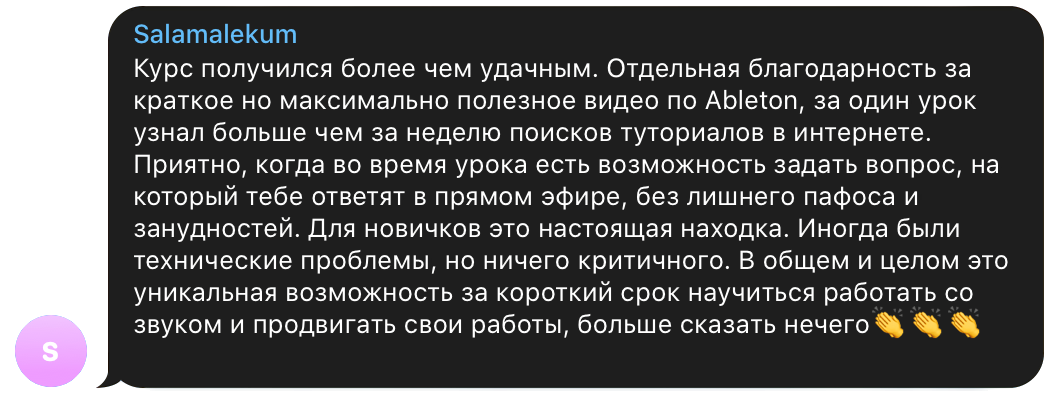 Salamalekum
Курс получился более чем удачным. Отдельная благодарность за
краткое но максимально полезное видео по Ableton, за один урок
узнал больше чем за неделю поисков туториалов в интернете.
Приятно, когда во время урока есть возможность задать вопрос, на
который тебе ответят в прямом эфире, без лишнего пафоса и
занудностей. Для новичков это настоящая находка. Иногда были
технические проблемы, но ничего критичного. В общем и целом это
уникальная возможность за короткий срок научиться работать со
звуком и продвигать свои работы, больше сказать нечего👏👏👏
S